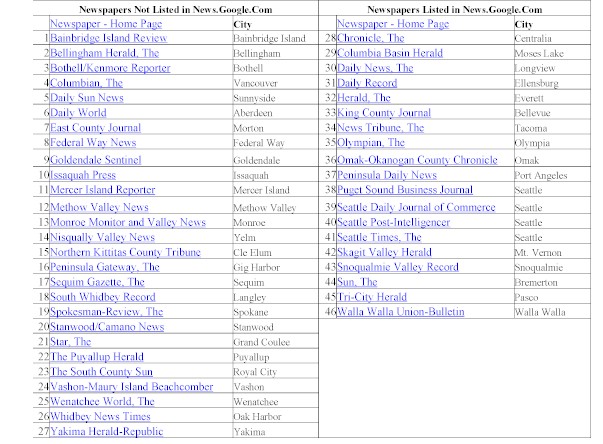 Newspapers Not Listed in News.Google.Com
Newspaper - Home Page City
1 Bainbridge Island Review Bainbridge Island
2 Bellingham Herald, The Bellingham
3 Bothell/Kenmore Reporter Bothell
4 Columbian, The Vancouver
5 Daily Sun News Sunnyside
6 Daily World Aberdeen
7 East County Journal Morton
8 Federal Way News Federal Way
9 Goldendale Sentinel Goldendale
10 Issaquah Press Issaquah
11 Mercer Island Reporter Mercer Island
12 Methow Valley News Methow Valley
13 Monroe Monitor and Valley News Monroe
14 Nisqually Valley News Yelm
15 Northern Kittitas County Tribune Cle Elum
16 Peninsula Gateway, The Gig Harbor
17 Sequim Gazette, The Sequim
18 South Whidbey Record Langley
19 Spokesman-Review, The Spokane
20 Stanwood/Camano News Stanwood
21 Star, The Grand Coulee
22 The Puyallup Herald Puyallup
23 The South County Sun Royal City
24 Vashon-Maury Island Beachcomber Vashon
25 Wenatchee World, The Wenatchee
26 Whidbey News Times Oak Harbor
27 Yakima Herald-Republic Yakima
Newspapers Listed in News.Google.Com
Newspaper - Home Page City
28 Chronicle, The Centralia
29 Columbia Basin Herald Moses Lake
30 Daily News, The Longview
31 Daily Record Ellensburg
32 Herald, The Everett
33 King County Journal Bellevue
34 News Tribune, The Tacoma
35 Olympian, The Olympia
36 Omak-Okanogan County Chronicle Omak
37 Peninsula Daily News Port Angeles
38 Puget Sound Business Journal Seattle
39 Seattle Daily Journal of Commerce Seattle
40 Seattle Post-Intelligencer Seattle
41 Seattle Times, The Seattle
42 Skagit Valley Herald Mt. Vernon
43 Snoqualmie Valley Record Snoqualmie
44 Sun, The Bremerton
45 Tri-City Herald Pasco
46 Walla Walla Union-Bulletin Walla Walla